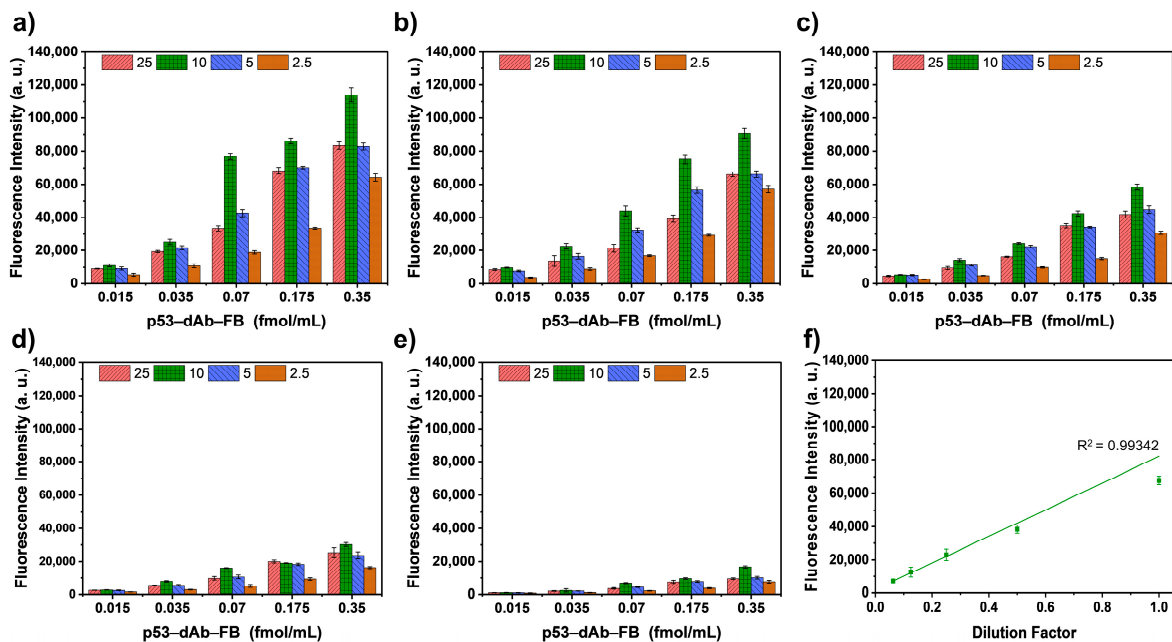 a)
140,000
120,000
100,000
80,000
60,000
40,000
20,000
0
Fluorescence Intensity (a. u.)
25 10 5 2.5
0.015 0.035 0.07 0.175 0.35
p53–dAb–FB (fmol/mL)
b)
140,000
120,000
100,000
80,000
60,000
40,000
20,000
0
Fluorescence Intensity (a. u.)
25 10 5 2.5
0.015 0.035 0.07 0.175 0.35
p53–dAb–FB (fmol/mL)
c)
140,000
120,000
100,000
80,000
60,000
40,000
20,000
0
Fluorescence Intensity (a. u.)
25 10 5 2.5
0.015 0.035 0.07 0.175 0.35
p53–dAb–FB (fmol/mL)
d)
140,000
120,000
100,000
80,000
60,000
40,000
20,000
0
Fluorescence Intensity (a. u.)
25 10 5 2.5
0.015 0.035 0.07 0.175 0.35
p53–dAb–FB (fmol/mL)
e)
140,000
120,000
100,000
80,000
60,000
40,000
20,000
0
Fluorescence Intensity (a. u.)
25 10 5 2.5
0.015 0.035 0.07 0.175 0.35
p53–dAb–FB (fmol/mL)
f)
140,000
120,000
100,000
80,000
60,000
40,000
20,000
0
Fluorescence Intensity (a. u.)
R² = 0.99342
0.0 0.2 0.4 0.6 0.8 1.0
Dilution Factor